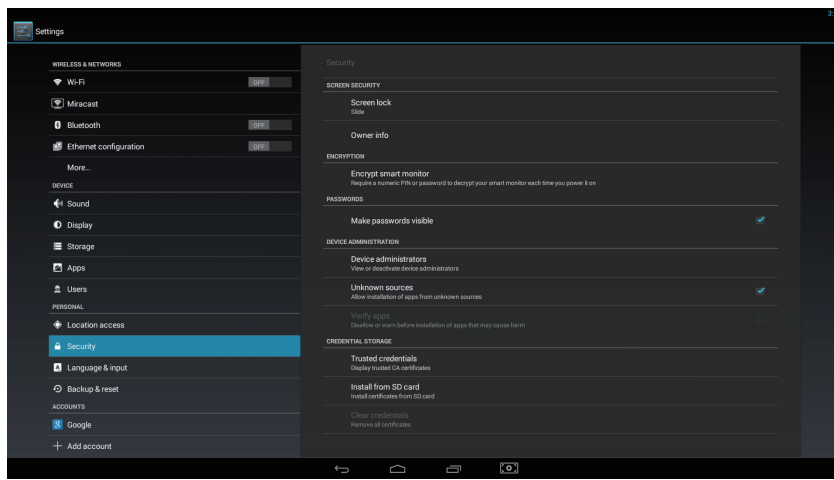 3:
Settings
WIRELESS & NETWORKS
Wi-Fi
OFF
Miracast
Bluetooth
OFF
Ethernet configuration
OFF
More...
DEVICE
Sound
Display
Storage
Apps
Users
PERSONAL
Location access
Security
Language & input
Backup & reset
ACCOUNTS
Google
Add account
Security
SCREEN SECURITY
Screen lock
Slide
Owner info
ENCRYPTION
Encrypt smart monitor
Require a numeric PIN or password to decrypt your smart monitor each time you power it on
PASSWORDS
Make passwords visible
DEVICE ADMINISTRATION
Device administrators
View or deactivate device administrators
Unknown sources
Allow installation of apps from unknown sources
Verify apps
Disallow or warn before installation of apps that may cause harm
CREDENTIAL STORAGE
Trusted credentials
Display trusted CA certificates
Install from SD card
Install certificates from SD card
Clear credentials
Remove all certificates